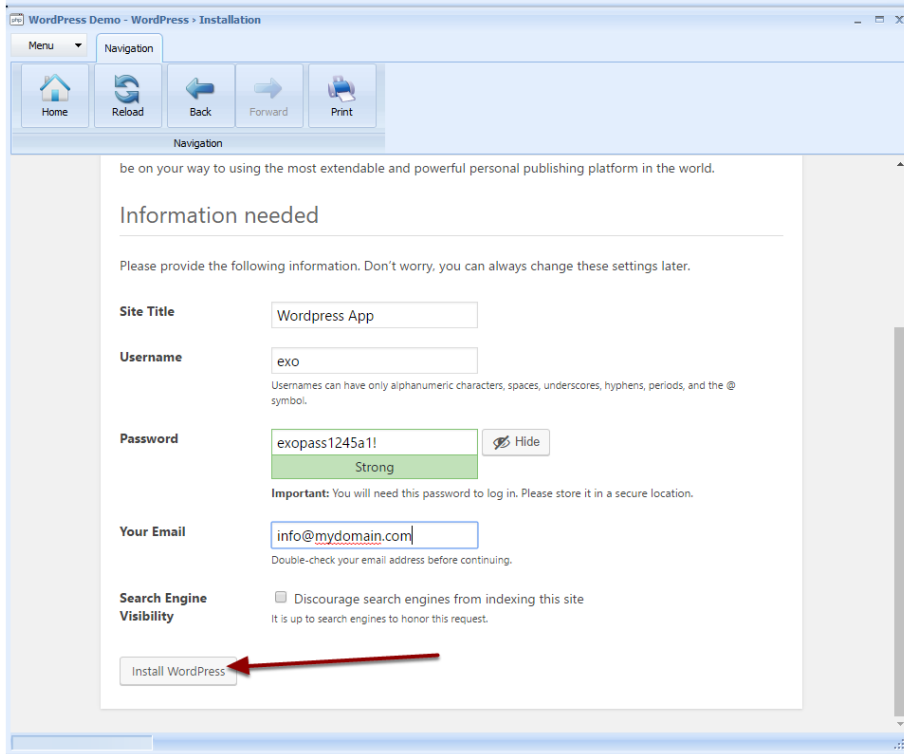 WordPress Demo - WordPress › Installation
Menu
Navigation
Home
Reload
Back
Forward
Print
Navigation
be on your way to using the most extendable and powerful personal publishing platform in the world.
Information needed
Please provide the following information. Don't worry, you can always change these settings later.
Site Title
Wordpress App
Username
exo
Usernames can have only alphanumeric characters, spaces, underscores, hyphens, periods, and the @
symbol.
Password
exopass1245a1!
Hide
Strong
Important: You will need this password to log in. Please store it in a secure location.
Your Email
info@mydomain.com
Double-check your email address before continuing.
Search Engine
Visibility
Discourage search engines from indexing this site
It is up to search engines to honor this request.
Install WordPress